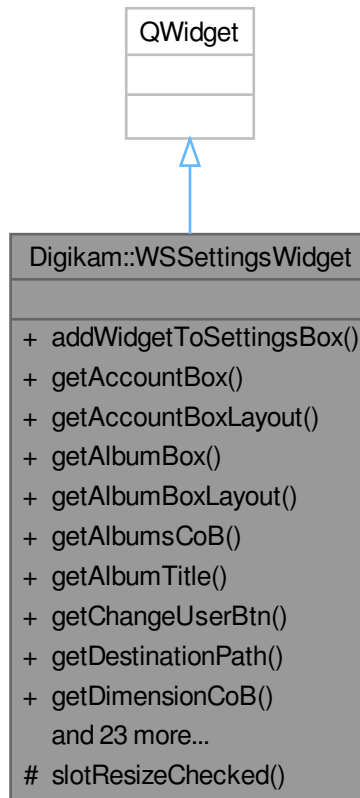 QWidget
Digikam::WSSettingsWidget
+ addWidgetToSettingsBox()
+ getAccountBox()
+ getAccountBoxLayout()
+ getAlbumBox()
+ getAlbumBoxLayout()
+ getAlbumsCoB()
+ getAlbumTitle()
+ getChangeUserBtn()
+ getDestinationPath()
+ getDimensionCoB()
and 23 more...
# slotResizeChecked()